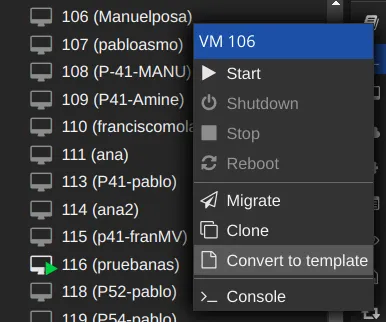 106 (Manuelposa)
107 (pabloasmo)
108 (P-41-MANU)
109 (P41-Amine)
110 (franciscomola
111 (ana)
113 (P41-pablo)
114 (ana2)
115 (p41-franMV)
116 (pruebanas)
118 (P52-pablo)
119 (P54-pablo)
VM 106
Start
Shutdown
Stop
Reboot
Migrate
Clone
Convert to template
Console